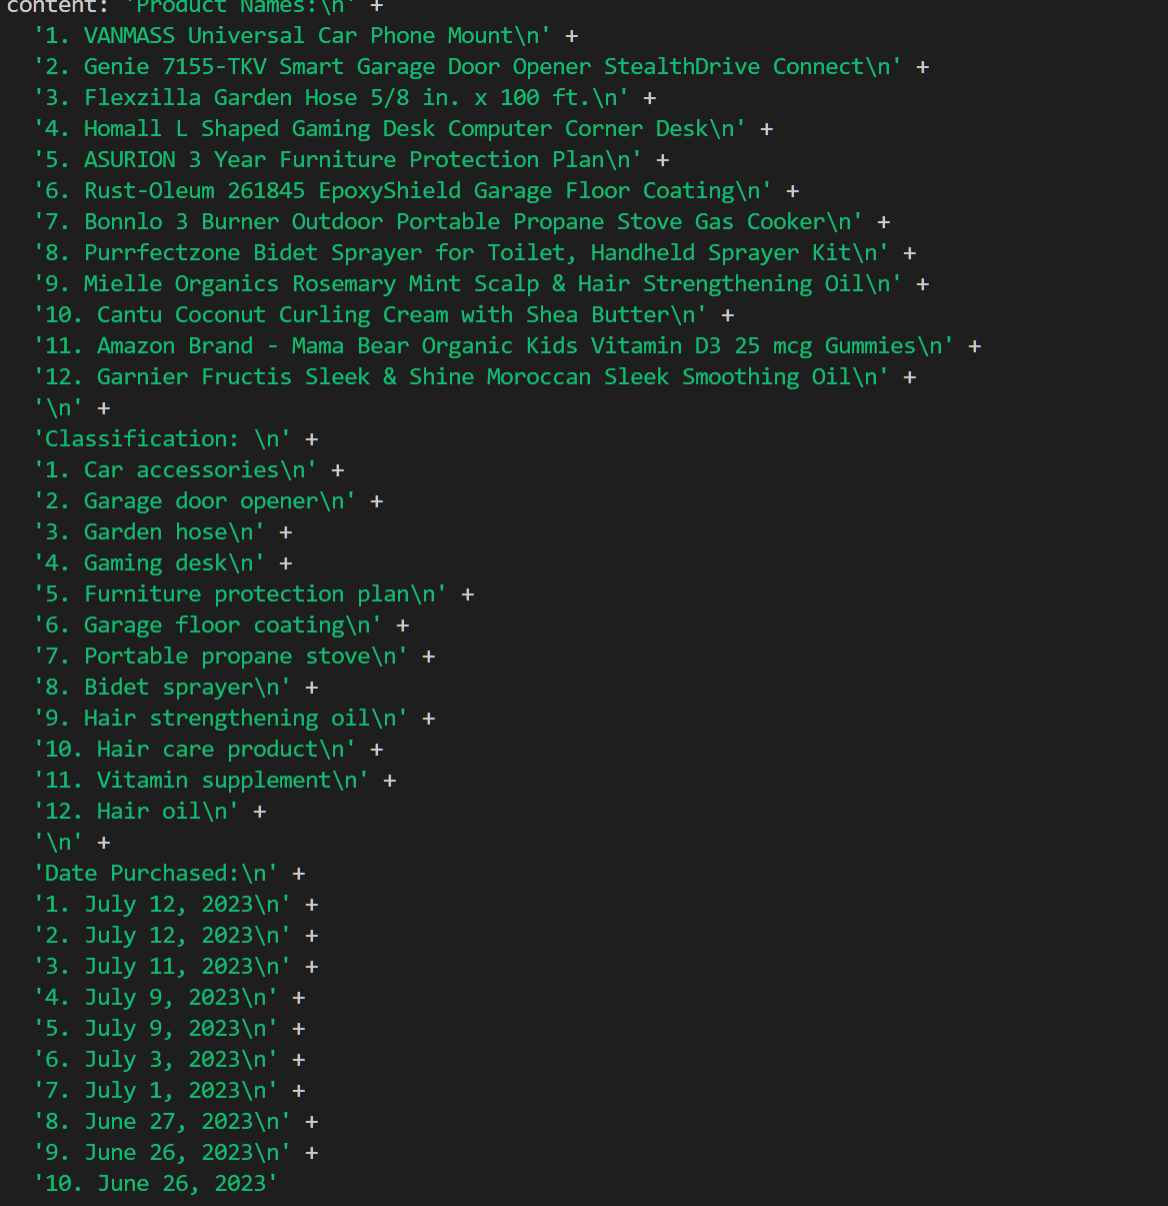 content: 'Product Names:\n' +
'1. VANMASS Universal Car Phone Mount\n' +
'2. Genie 7155-TKV Smart Garage Door Opener StealthDrive Connect\n' +
'3. Flexzilla Garden Hose 5/8 in. x 100 ft.\n' +
'4. Homall L Shaped Gaming Desk Computer Corner Desk\n' +
'5. ASURION 3 Year Furniture Protection Plan\n' +
'6. Rust-Oleum 261845 EpoxyShield Garage Floor Coating\n' +
'7. Bonnlo 3 Burner Outdoor Portable Propane Stove Gas Cooker\n' +
'8. Purrfectzone Bidet Sprayer for Toilet, Handheld Sprayer Kit\n' +
'9. Mielle Organics Rosemary Mint Scalp & Hair Strengthening Oil\n' +
'10. Cantu Coconut Curling Cream with Shea Butter\n' +
'11. Amazon Brand - Mama Bear Organic Kids Vitamin D3 25 mcg Gummies\n' +
'12. Garnier Fructis Sleek & Shine Moroccan Sleek Smoothing Oil\n' +
'\n' +
'Classification: \n' +
'1. Car accessories\n' +
'2. Garage door opener\n' +
'3. Garden hose\n' +
'4. Gaming desk\n' +
'5. Furniture protection plan\n' +
'6. Garage floor coating\n' +
'7. Portable propane stove\n' +
'8. Bidet sprayer\n' +
'9. Hair strengthening oil\n' +
'10. Hair care product\n' +
'11. Vitamin supplement\n' +
'12. Hair oil\n' +
'\n' +
'Date Purchased:\n' +
'1. July 12, 2023\n' +
'2. July 12, 2023\n' +
'3. July 11, 2023\n' +
'4. July 9, 2023\n' +
'5. July 9, 2023\n' +
'6. July 3, 2023\n' +
'7. July 1, 2023\n' +
'8. June 27, 2023\n' +
'9. June 26, 2023\n' +
'10. June 26, 2023'